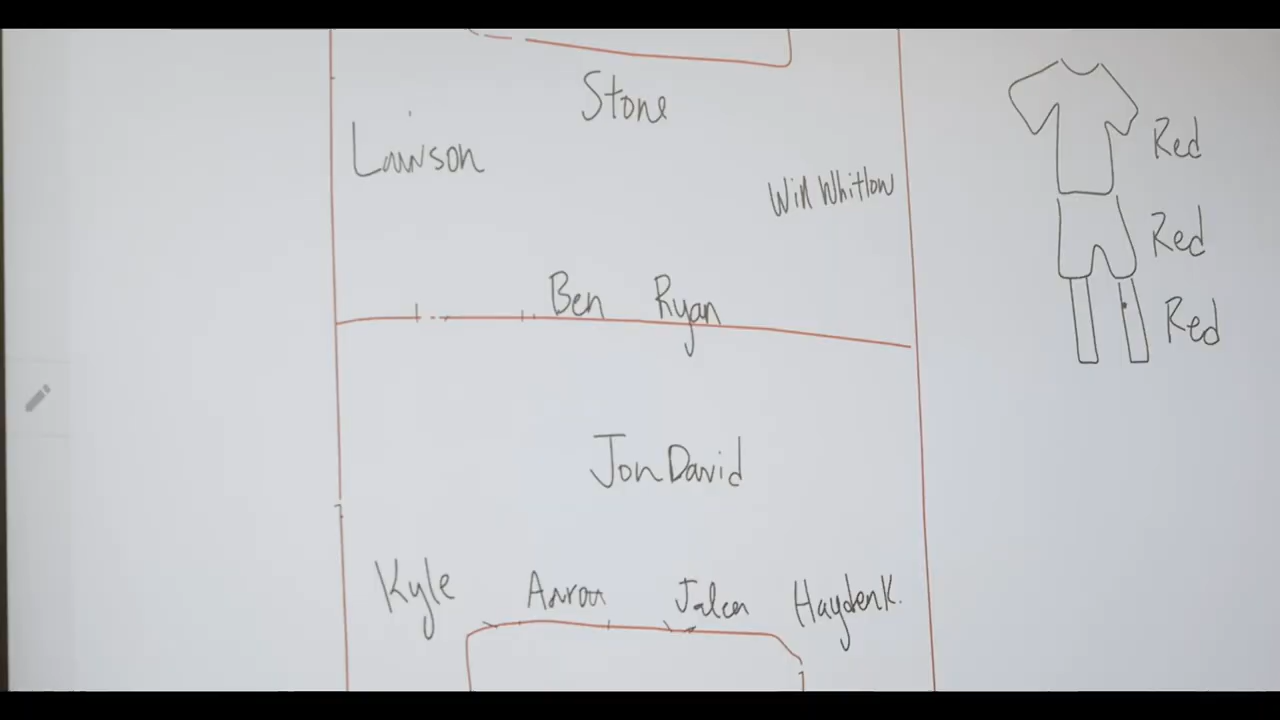 Stone
Lawson
Will Whitlow
Ben Ryan
Jon David
Kyle Aaron Jalen Hayden K.
Red
Red
Red